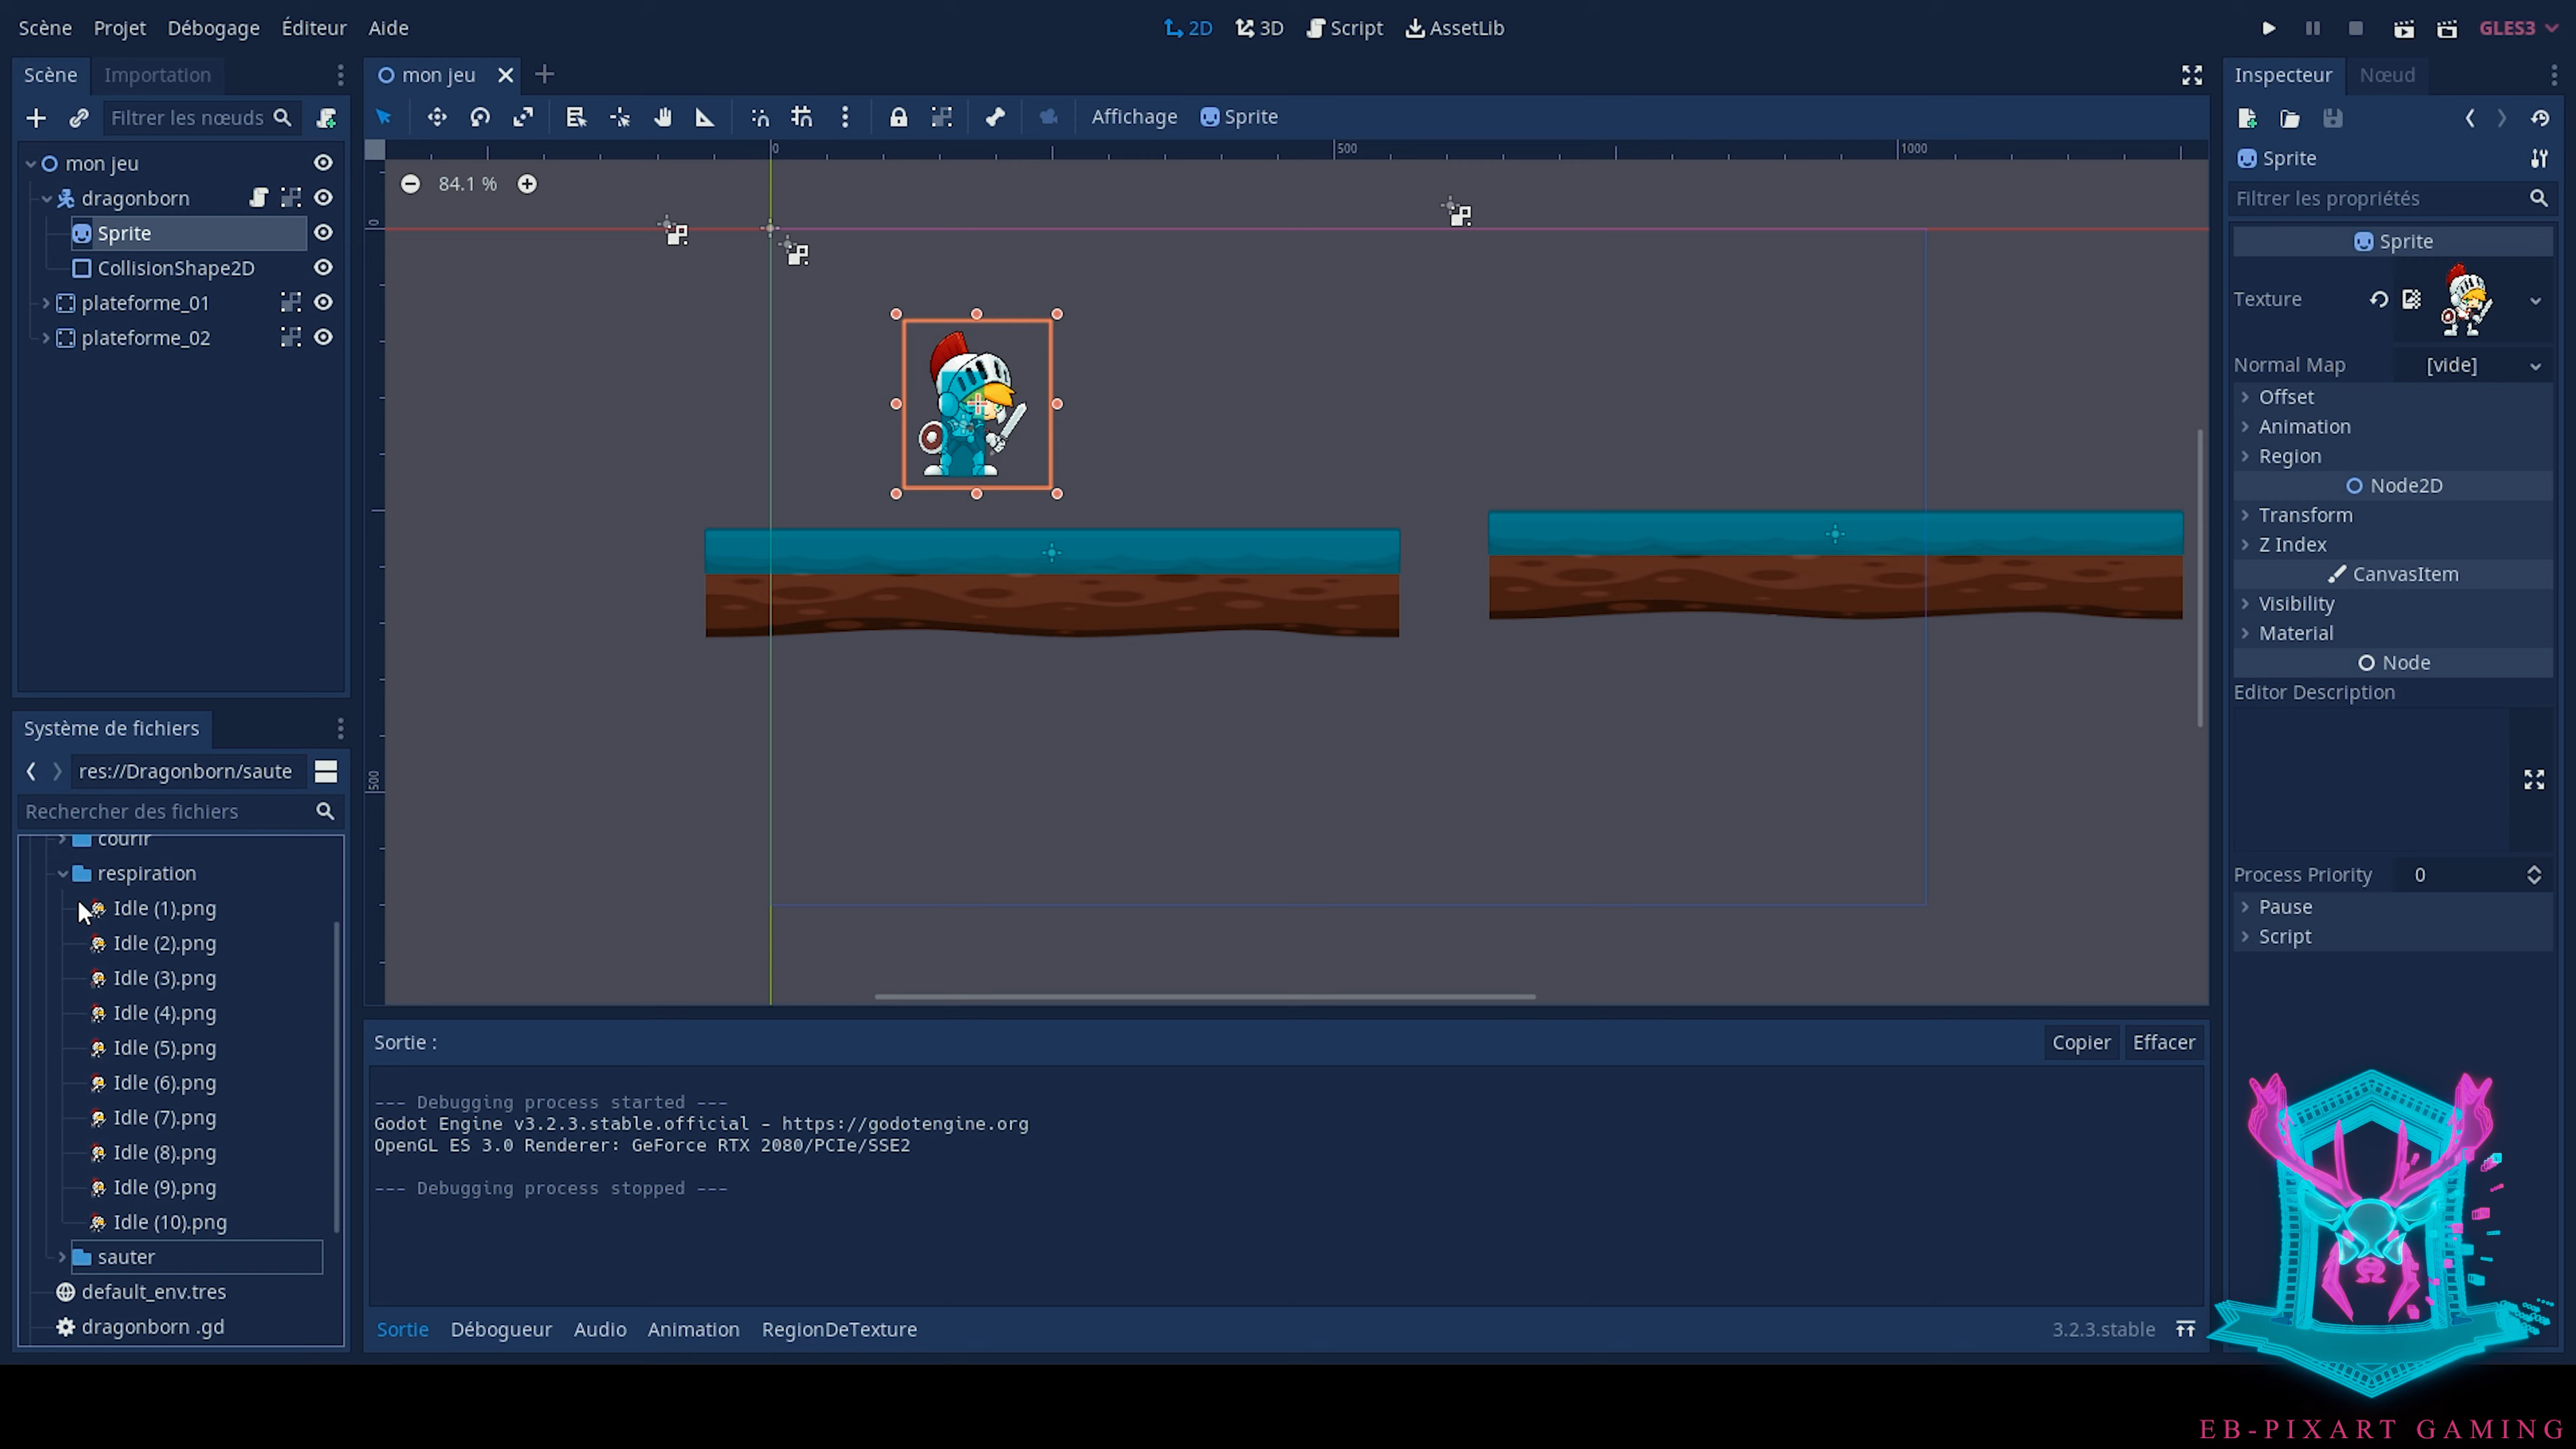 Scène Projet Débogage Éditeur Aide
2D 3D Script AssetLib
GLES3
Scène Importation
Filtrer les nœuds
mon jeu
dragonborn
Sprite
CollisionShape2D
plateforme_01
plateforme_02
Système de fichiers
res://Dragonborn/saute
Rechercher des fichiers
courir
respiration
Idle (1).png
Idle (2).png
Idle (3).png
Idle (4).png
Idle (5).png
Idle (6).png
Idle (7).png
Idle (8).png
Idle (9).png
Idle (10).png
sauter
default_env.tres
dragonborn .gd
mon jeu
Affichage Sprite
0 500 1000
84.1 %
0
500
Sortie :
Copier Effacer
--- Debugging process started ---
Godot Engine v3.2.3.stable.official - https://godotengine.org
OpenGL ES 3.0 Renderer: GeForce RTX 2080/PCIe/SSE2
--- Debugging process stopped ---
Sortie Débogueur Audio Animation RegionDeTexture
3.2.3.stable
Inspecteur Nœud
Sprite
Filtrer les propriétés
Sprite
Texture
Normal Map [vide]
Offset
Animation
Region
Node2D
Transform
Z Index
CanvasItem
Visibility
Material
Node
Editor Description
Process Priority 0
Pause
Script
EB-PIXART GAMING